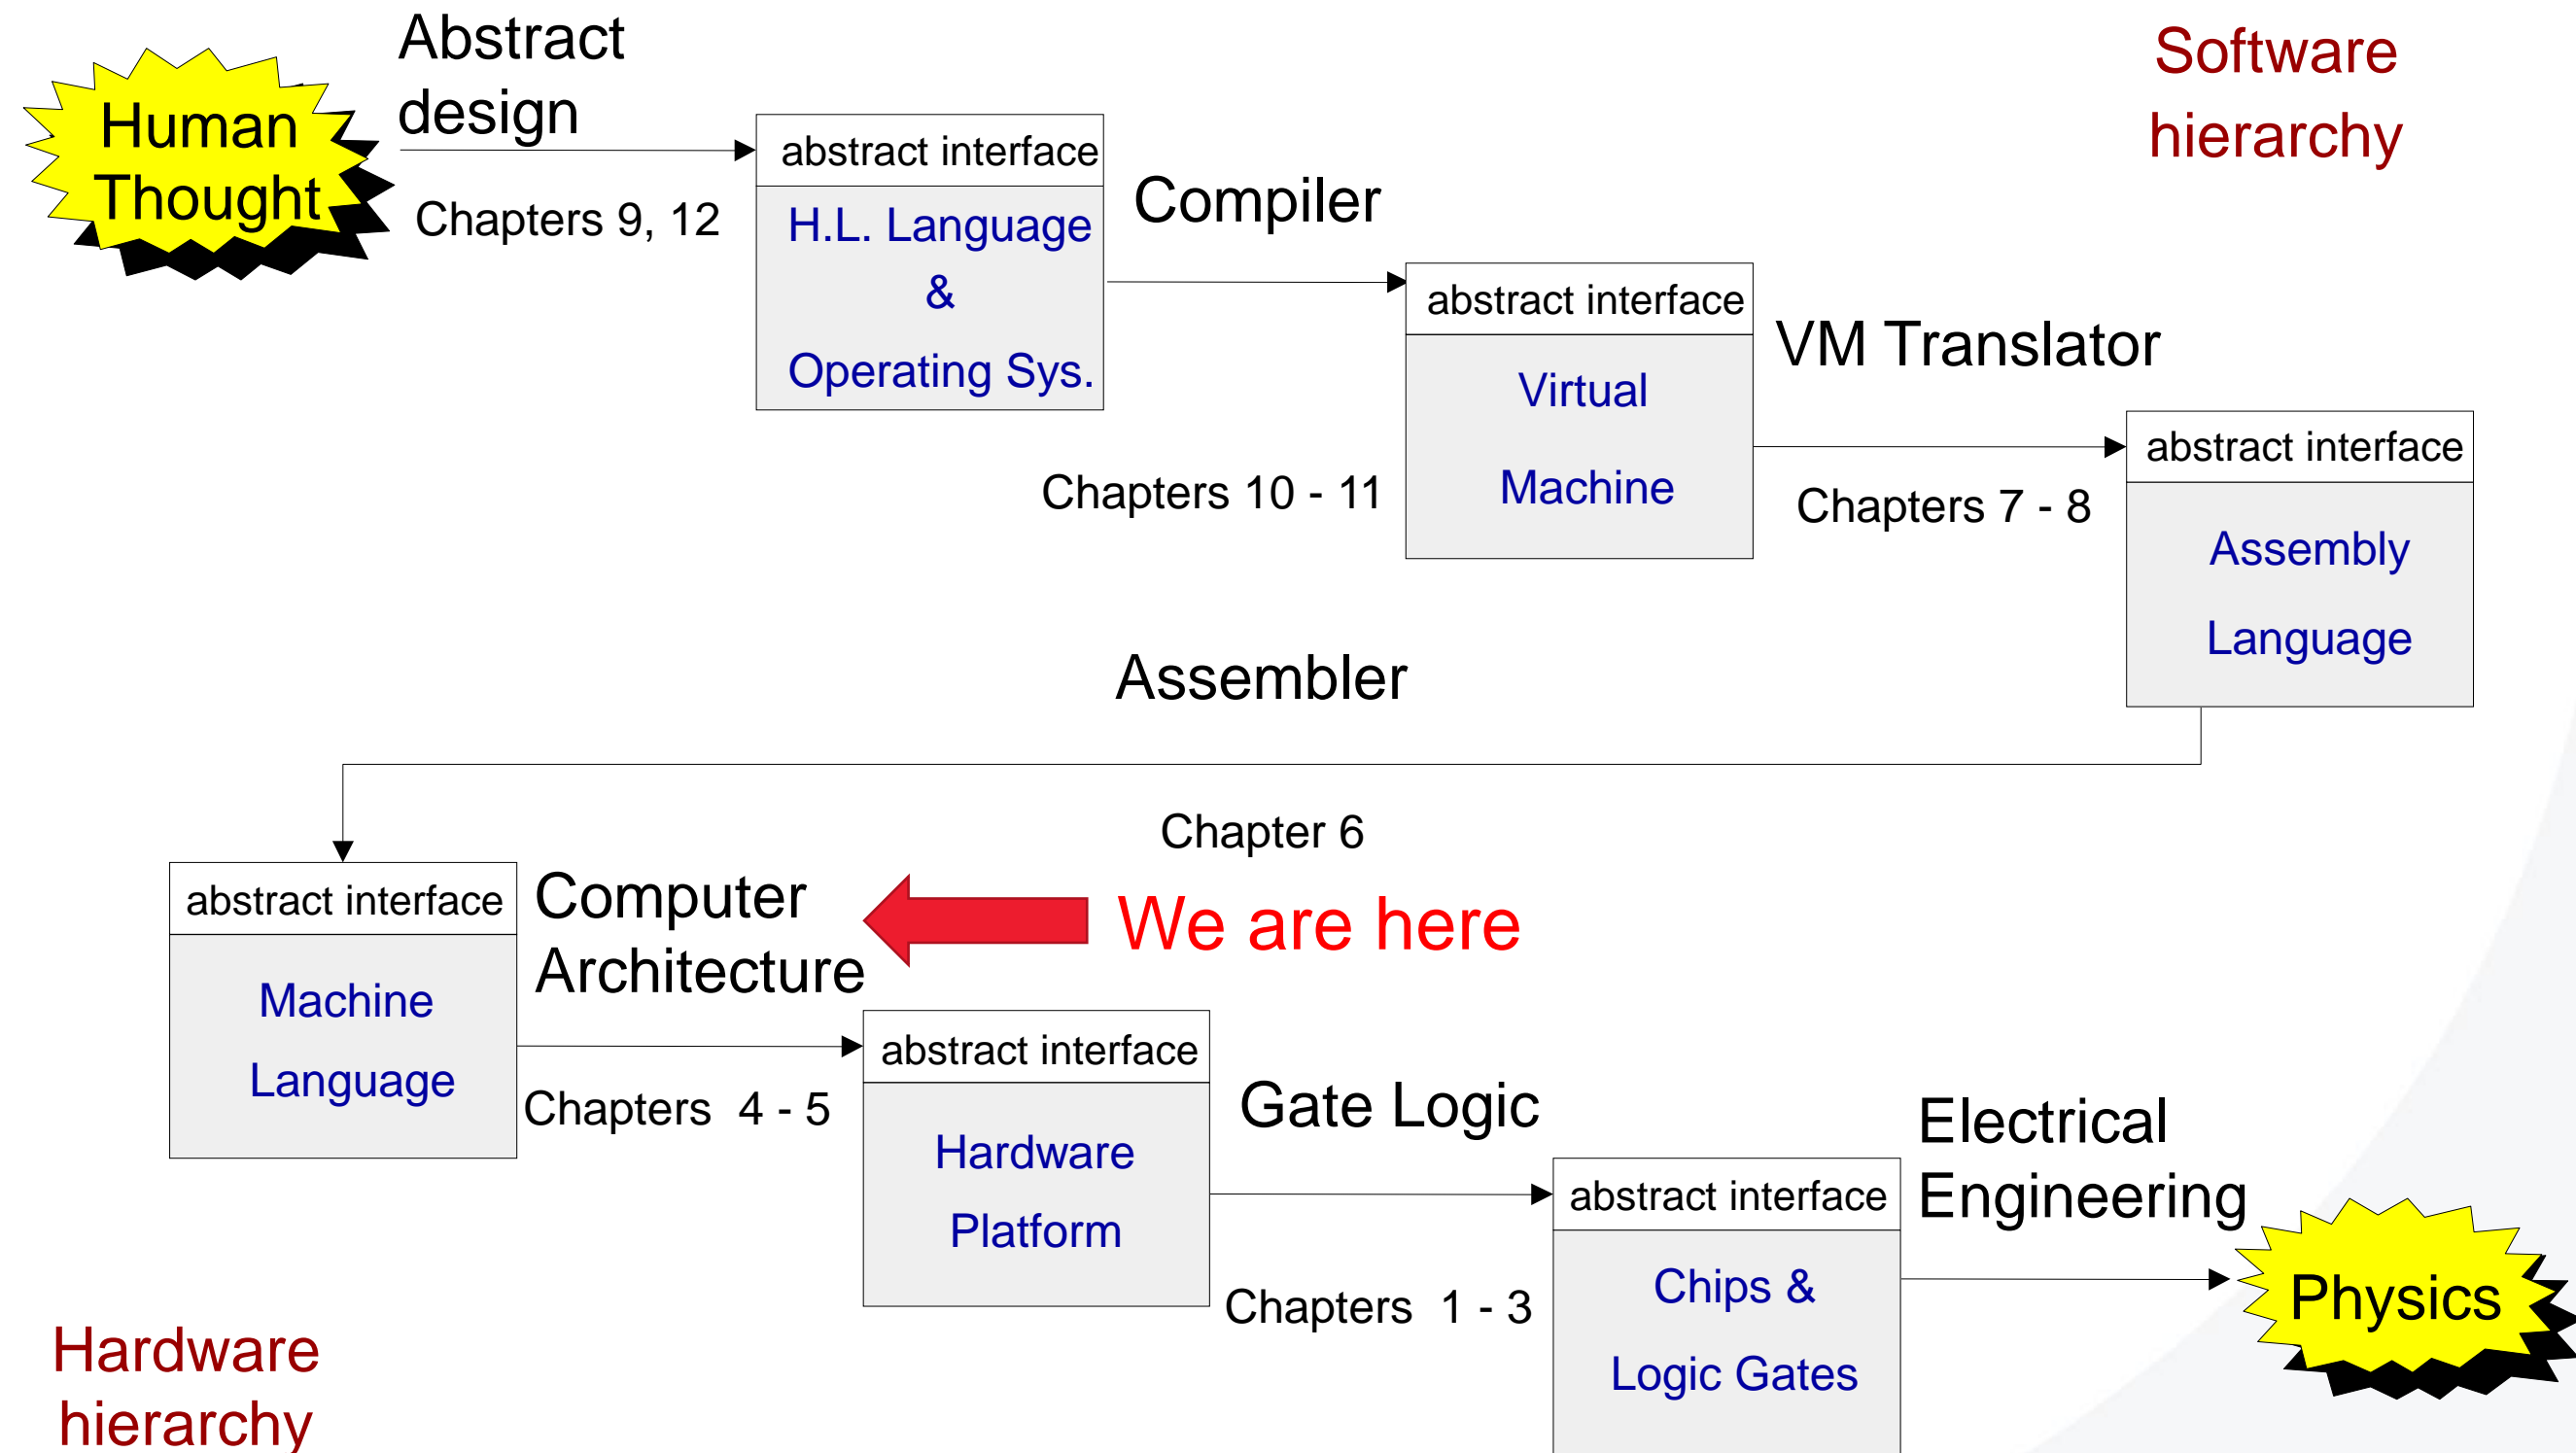 Human
Thought
Abstract
design
Chapters 9, 12
abstract interface
H.L. Language
&
Operating Sys.
Software
hierarchy
Compiler
Chapters 10 - 11
abstract interface
Virtual
Machine
VM Translator
Chapters 7 - 8
abstract interface
Assembly
Language
Assembler
Chapter 6
abstract interface
Machine
Language
Computer
Architecture
We are here
Chapters 4 - 5
abstract interface
Hardware
Platform
Gate Logic
Chapters 1 - 3
abstract interface
Chips &
Logic Gates
Electrical
Engineering
Physics
Hardware
hierarchy